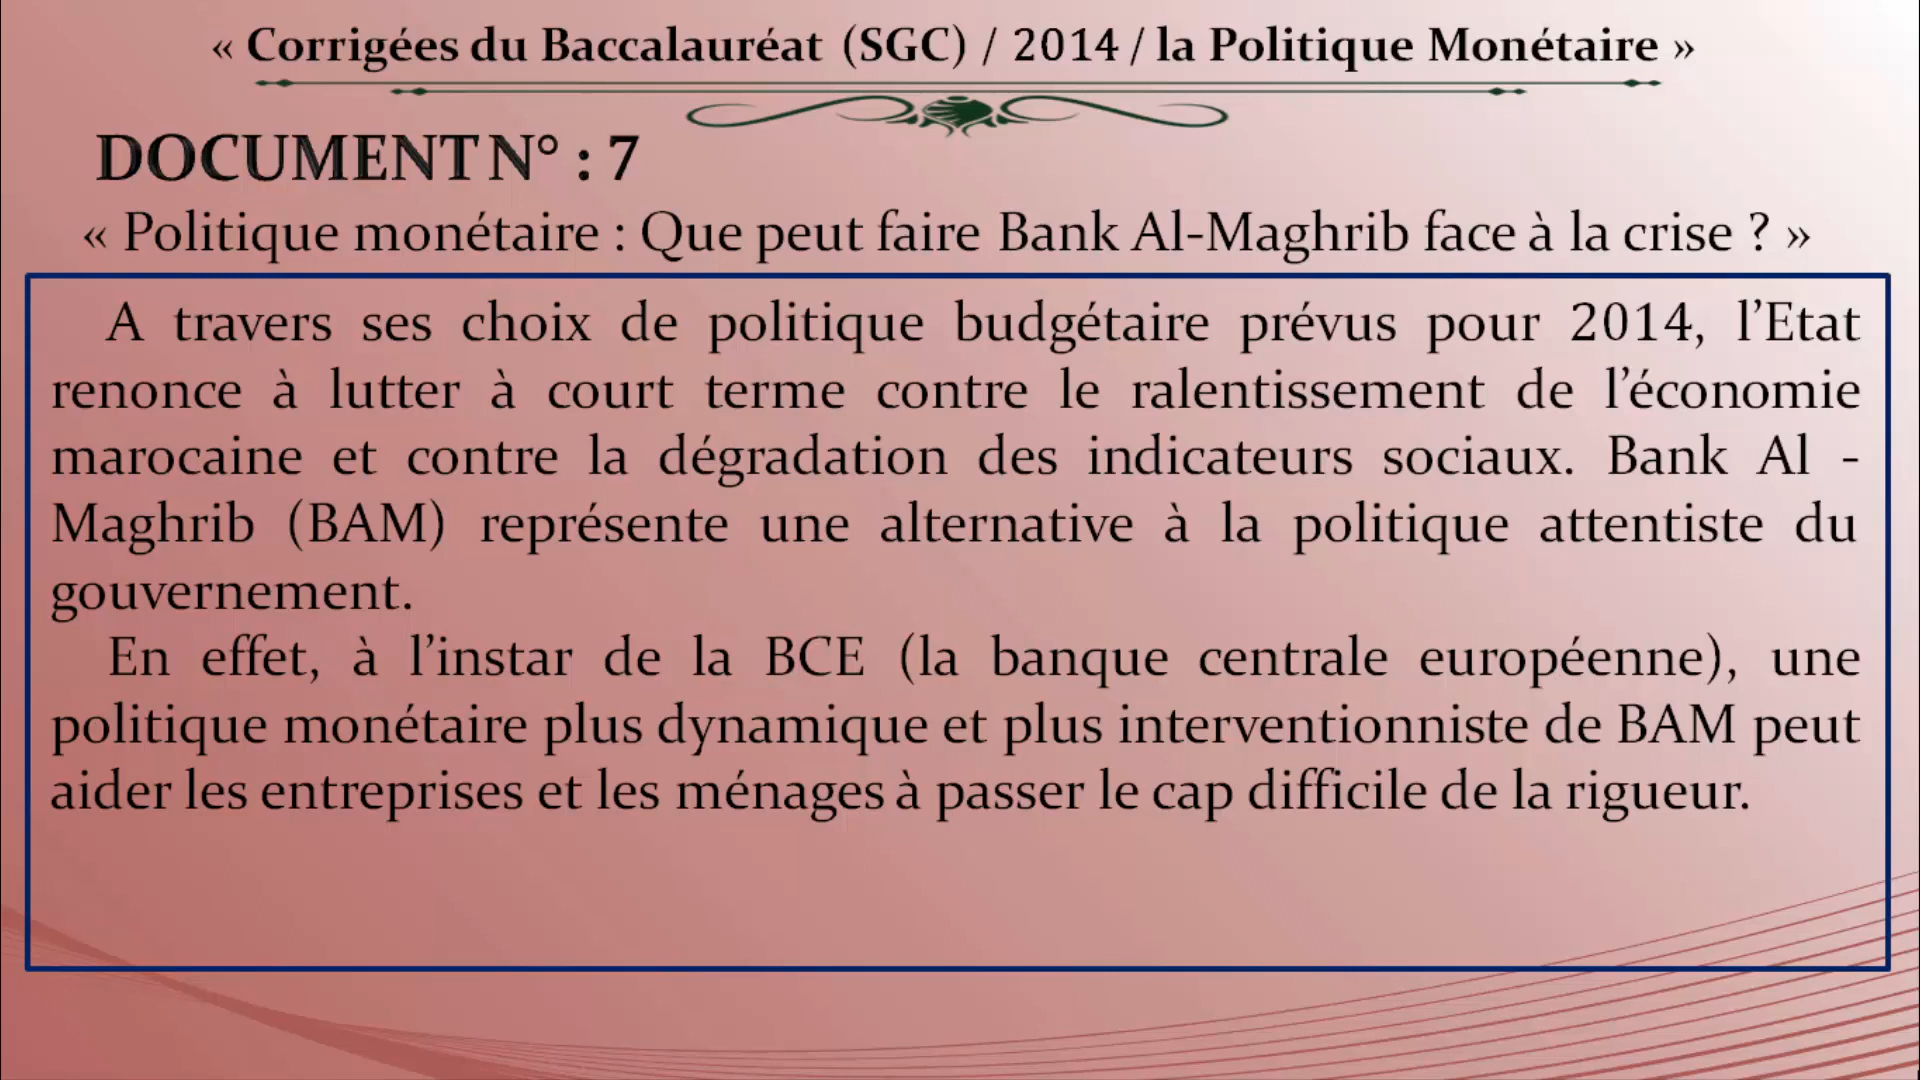 « Corrigées du Baccalauréat (SGC) / 2014 / la Politique Monétaire »
DOCUMENT N° : 7
« Politique monétaire : Que peut faire Bank Al-Maghrib face à la crise ? »
A travers ses choix de politique budgétaire prévus pour 2014, l’Etat
renonce à lutter à court terme contre le ralentissement de l’économie
marocaine et contre la dégradation des indicateurs sociaux. Bank Al -
Maghrib (BAM) représente une alternative à la politique attentiste du
gouvernement.
En effet, à l’instar de la BCE (la banque centrale européenne), une
politique monétaire plus dynamique et plus interventionniste de BAM peut
aider les entreprises et les ménages à passer le cap difficile de la rigueur.